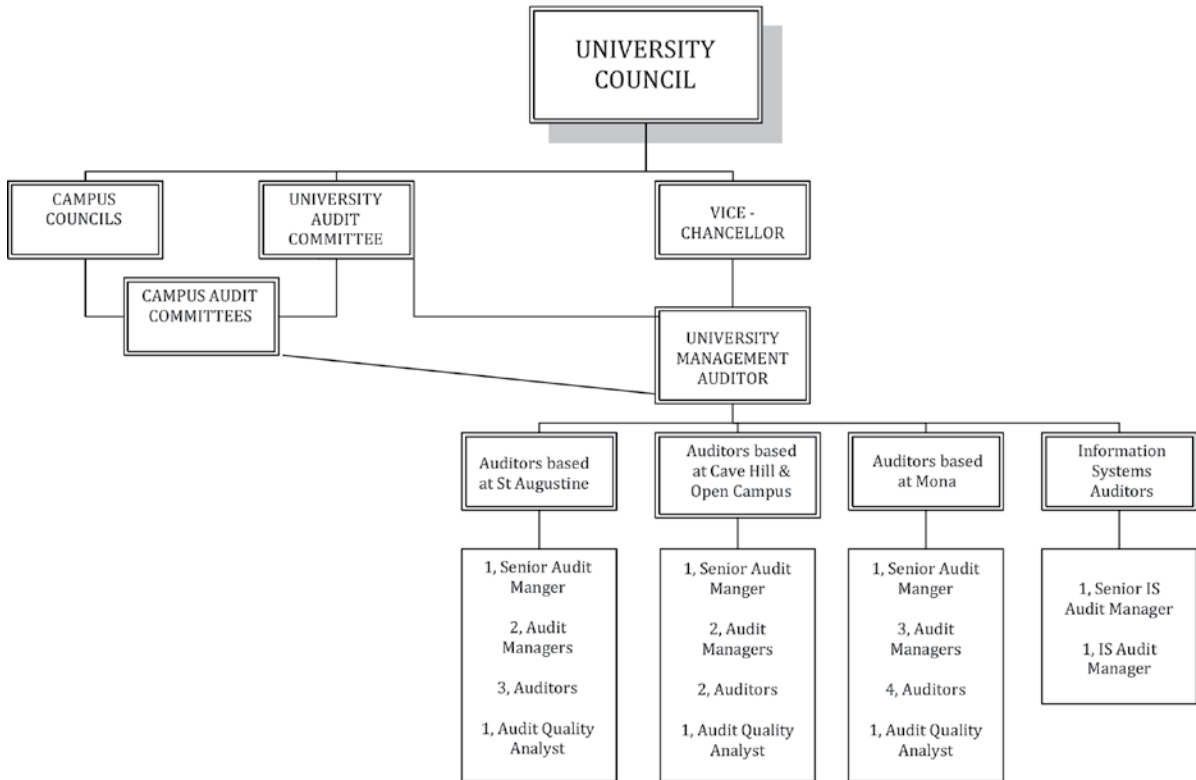 UNIVERSITY
COUNCIL
CAMPUS
COUNCILS
UNIVERSITY
AUDIT
COMMITTEE
VICE -
CHANCELLOR
CAMPUS AUDIT
COMMITTEES
UNIVERSITY
MANAGEMENT
AUDITOR
Auditors based
at St Augustine
Auditors based
at Cave Hill &
Open Campus
Auditors based
at Mona
Information
Systems
Auditors
1, Senior Audit
Manger
2, Audit
Managers
3, Auditors
1, Audit Quality
Analyst
1, Senior Audit
Manger
2, Audit
Managers
2, Auditors
1, Audit Quality
Analyst
1, Senior Audit
Manger
3, Audit
Managers
4, Auditors
1, Audit Quality
Analyst
1, Senior IS
Audit Manager
1, IS Audit
Manager